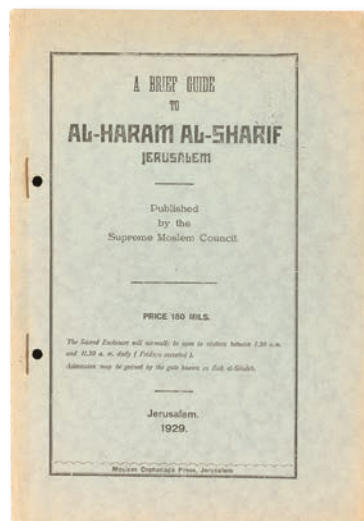 A BRIEF GUIDE
TO
AL-HARAM AL-SHARIF
JERUSALEM
Published
by the
Supreme Moslem Council
PRICE 150 MILS.
The Sacred Enclosure will normally be open to visitors between 7.30 a.m.
and 11.30 a. m. daily ( Fridays excepted ).
Admission may be gained by the gate known as Bab al-Silsileh.
Jerusalem.
1929.
Moslem Orphanage Press, Jerusalem